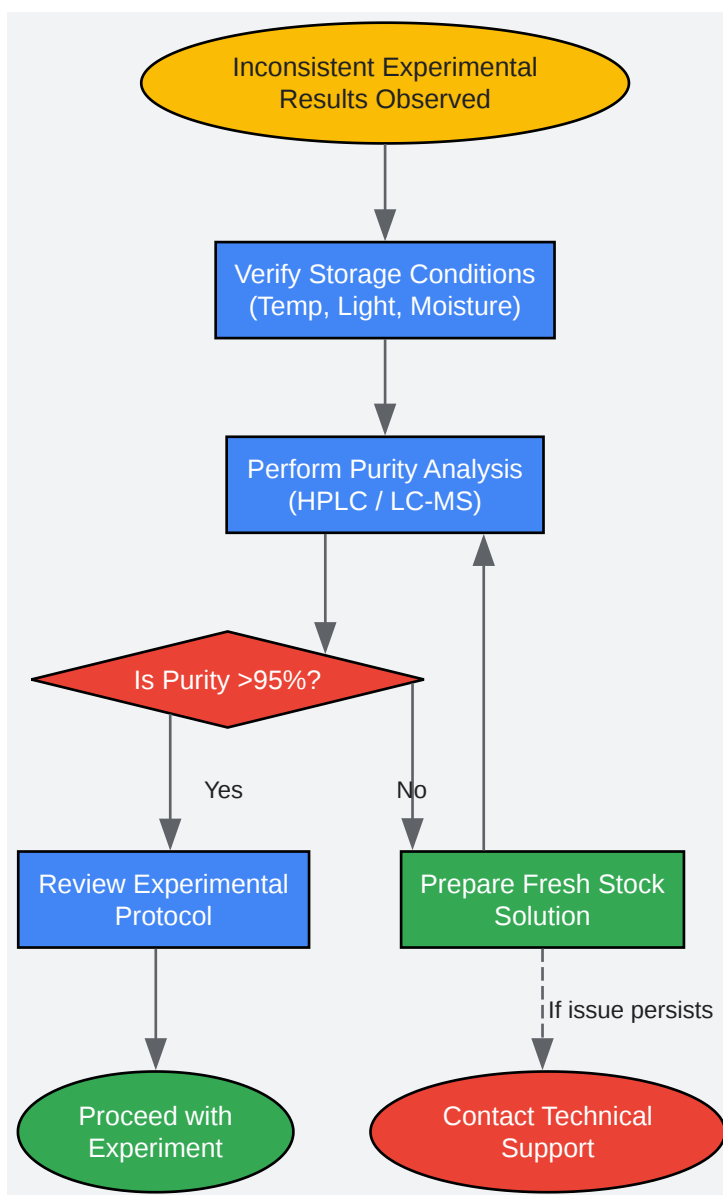 Inconsistent Experimental
Results Observed
Verify Storage Conditions
(Temp, Light, Moisture)
Perform Purity Analysis
(HPLC / LC-MS)
Is Purity >95%?
Yes
No
Review Experimental
Protocol
Prepare Fresh Stock
Solution
If issue persists
Proceed with
Experiment
Contact Technical
Support